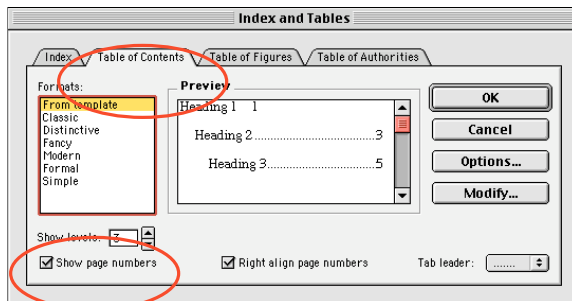 Index and Tables
Index Table of Contents Table of Figures Table of Authorities
Formats:
From template
Classic
Distinctive
Fancy
Modern
Formal
Simple
Preview
Heading 1 1
Heading 2...............................3
Heading 3............................5
OK
Cancel
Options...
Modify...
Show levels: 3
Show page numbers
Right align page numbers
Tab leader: .......